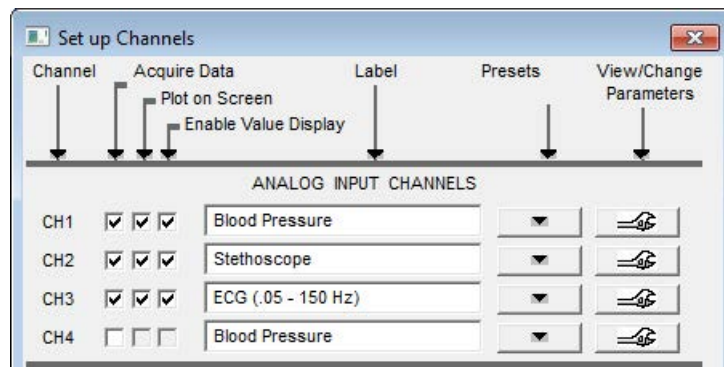 Set up Channels
Channel Acquire Data Label Presets View/Change
Plot on Screen Parameters
Enable Value Display
ANALOG INPUT CHANNELS
CH1 Blood Pressure
CH2 Stethoscope
CH3 ECG (.05 - 150 Hz)
CH4 Blood Pressure